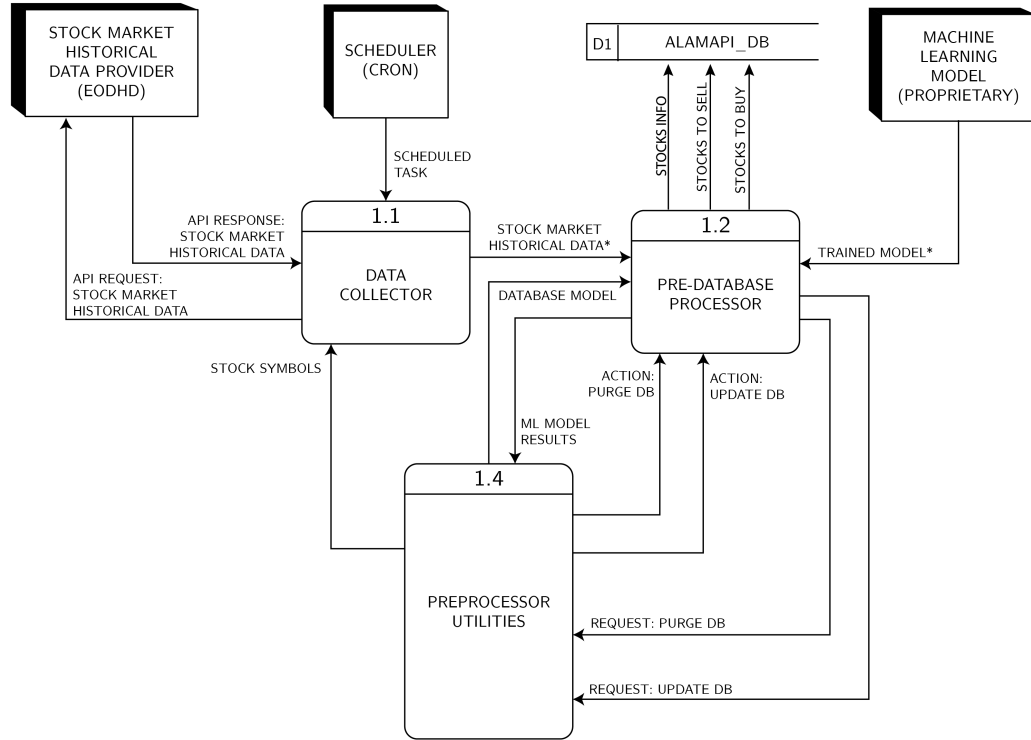 STOCK MARKET
HISTORICAL
DATA PROVIDER
(EODHD)
SCHEDULER
(CRON)
D1
ALAMAPI_DB
MACHINE
LEARNING
MODEL
(PROPRIETARY)
STOCKS INFO
STOCKS TO SELL
STOCKS TO BUY
SCHEDULED
TASK
API RESPONSE:
STOCK MARKET
HISTORICAL DATA
API REQUEST:
STOCK MARKET
HISTORICAL DATA
1.1
DATA
COLLECTOR
STOCK MARKET
HISTORICAL DATA*
DATABASE MODEL
1.2
PRE-DATABASE
PROCESSOR
TRAINED MODEL*
STOCK SYMBOLS
ML MODEL
RESULTS
ACTION:
PURGE DB
ACTION:
UPDATE DB
1.4
PREPROCESSOR
UTILITIES
REQUEST: PURGE DB
REQUEST: UPDATE DB